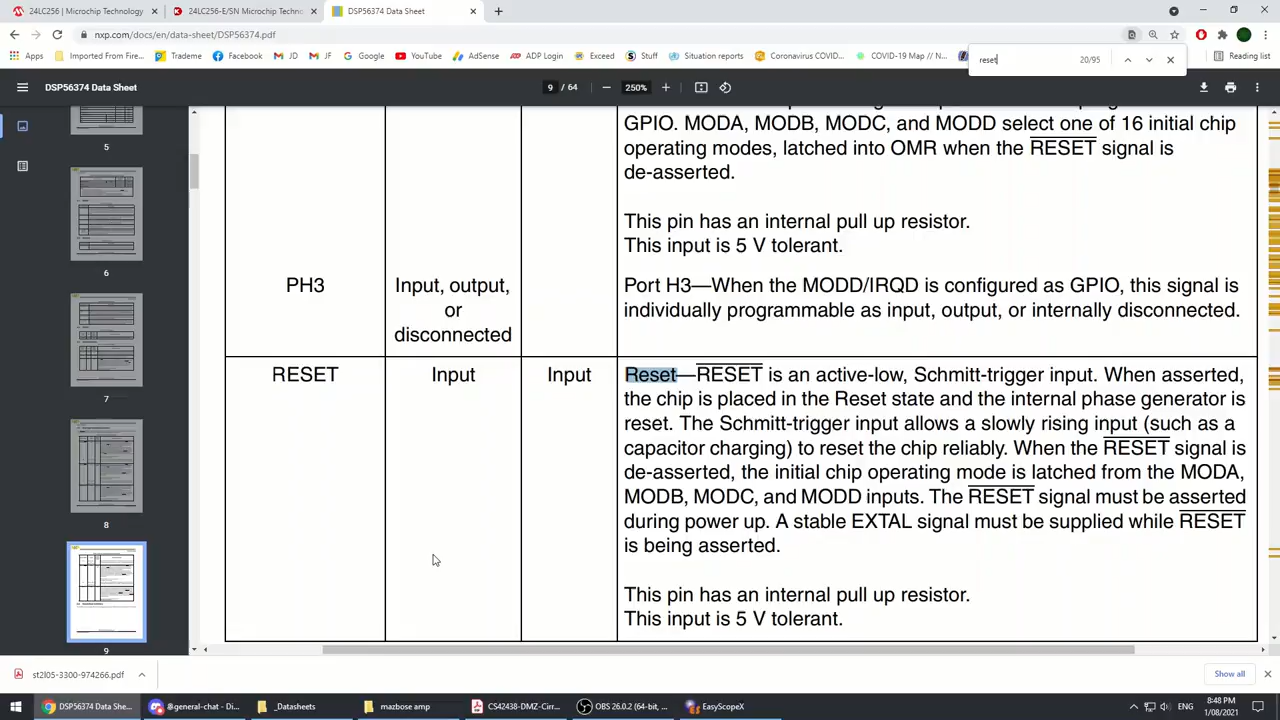 24LC256 | Microchip Technology
24LC256-E/SN Microchip Techno
DSP56374 Data Sheet
nxp.com/docs/en/data-sheet/DSP56374.pdf
Apps
Imported From IE
Trademe
Facebook
JD
JF
Google
YouTube
AdSense
ADP Login
Exceed
Stuff
Situation reports
Coronavirus COVID-1
COVID-19 Map // N
Reading list
reset
20/95
DSP56374 Data Sheet
9 / 64
250%
5
6
7
8
9
GPIO. MODA, MODB, MODC, and MODD select one of 16 initial chip
operating modes, latched into OMR when the RESET signal is
de-asserted.
This pin has an internal pull up resistor.
This input is 5 V tolerant.
PH3
Input, output,
or
disconnected
Port H3—When the MODD/IRQD is configured as GPIO, this signal is
individually programmable as input, output, or internally disconnected.
RESET
Input
Input
Reset—RESET is an active-low, Schmitt-trigger input. When asserted,
the chip is placed in the Reset state and the internal phase generator is
reset. The Schmitt-trigger input allows a slowly rising input (such as a
capacitor charging) to reset the chip reliably. When the RESET signal is
de-asserted, the initial chip operating mode is latched from the MODA,
MODB, MODC, and MODD inputs. The RESET signal must be asserted
during power up. A stable EXTAL signal must be supplied while RESET
is being asserted.
This pin has an internal pull up resistor.
This input is 5 V tolerant.
st2l05-3300-974266.pdf
Show all
DSP56374 Data She...
#general-chat - Di...
_Datasheets
mazbose amp
CS42438-DMZ-Cirr...
OBS 26.0.2 (64-bit, ...
EasyScopeX
ENG
8:48 PM
1/08/2021